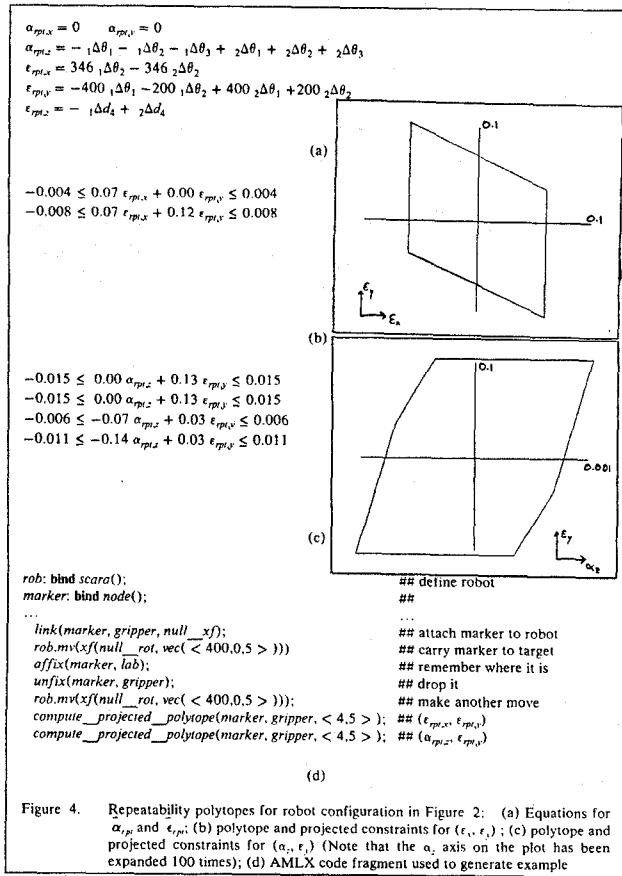 α_rpt,x = 0    α_rpt,y = 0
α_rpt,z = − ₁Δθ₁ − ₁Δθ₂ − ₁Δθ₃ + ₂Δθ₁ + ₂Δθ₂ + ₂Δθ₃
ε_rpt,x = 346 ₁Δθ₂ − 346 ₂Δθ₂
ε_rpt,y = −400 ₁Δθ₁ −200 ₁Δθ₂ + 400 ₂Δθ₁ +200 ₂Δθ₂
ε_rpt,z = − ₁Δd₄ + ₂Δd₄
(a)
0.1
−0.004 ≤ 0.07 ε_rpt,x + 0.00 ε_rpt,y ≤ 0.004
−0.008 ≤ 0.07 ε_rpt,x + 0.12 ε_rpt,y ≤ 0.008
0.1
ε_y
ε_x
(b)
0.1
−0.015 ≤ 0.00 α_rpt,z + 0.13 ε_rpt,y ≤ 0.015
−0.015 ≤ 0.00 α_rpt,z + 0.13 ε_rpt,y ≤ 0.015
−0.006 ≤ −0.07 α_rpt,z + 0.03 ε_rpt,y ≤ 0.006
−0.011 ≤ −0.14 α_rpt,z + 0.03 ε_rpt,y ≤ 0.011
0.001
ε_y
α_z
(c)
rob: bind scara(); ## define robot
marker: bind node(); ##
... ...
link(marker, gripper, null__xf); ## attach marker to robot
rob.mv(xf(null__rot, vec( < 400,0,5 > ))) ## carry marker to target
affix(marker, lab); ## remember where it is
unfix(marker, gripper); ## drop it
rob.mv(xf(null__rot, vec( < 400,0,5 > ))); ## make another move
compute__projected__polytope(marker, gripper, < 4,5 > ); ## (ε_rpt,x, ε_rpt,y)
compute__projected__polytope(marker, gripper, < 4,5 > ); ## (α_rpt,z, ε_rpt,y)
(d)
Figure 4. Repeatability polytopes for robot configuration in Figure 2: (a) Equations for
α_rpt and ε_rpt; (b) polytope and projected constraints for (ε_x, ε_y) ; (c) polytope and
projected constraints for (α_z, ε_y) (Note that the α_z axis on the plot has been
expanded 100 times); (d) AMLX code fragment used to generate example